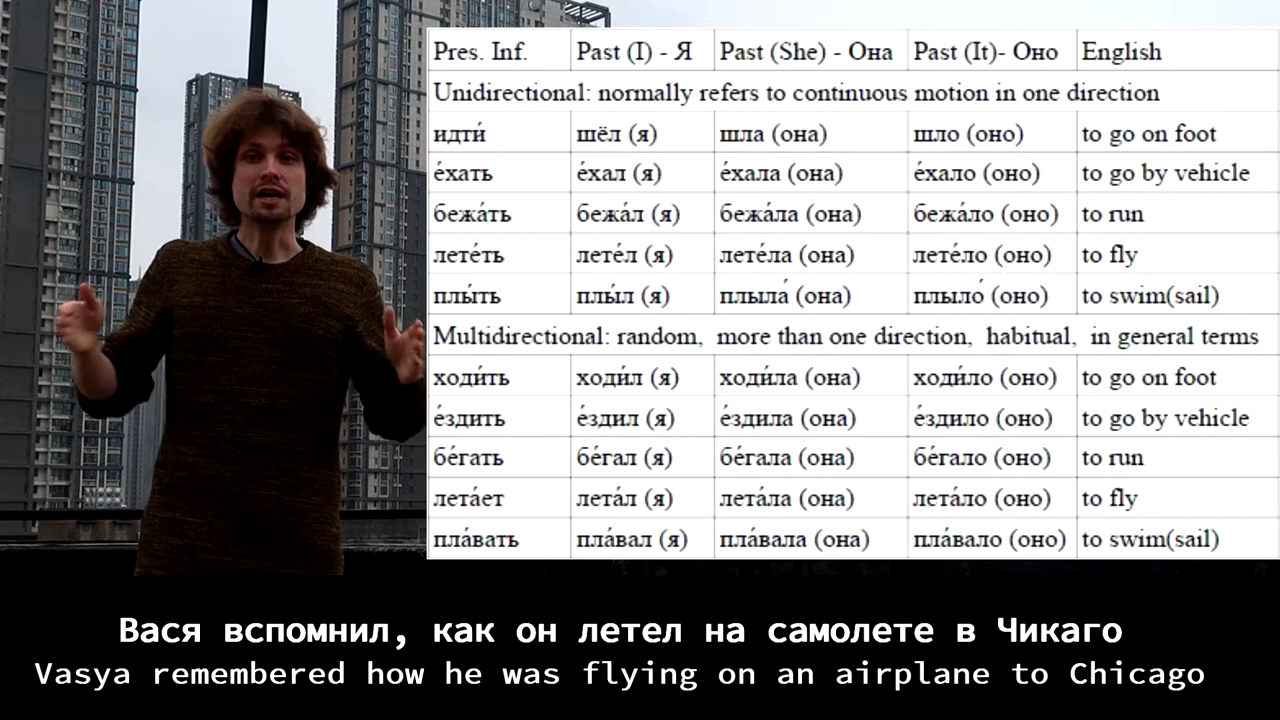 Pres. Inf. Past (I) - Я Past (She) - Она Past (It)- Оно English
Unidirectional: normally refers to continuous motion in one direction
идти́ шёл (я) шла (она) шло (оно) to go on foot
е́хать е́хал (я) е́хала (она) е́хало (оно) to go by vehicle
бежа́ть бежа́л (я) бежа́ла (она) бежа́ло (оно) to run
лете́ть лете́л (я) лете́ла (она) лете́ло (оно) to fly
плы́ть плы́л (я) плыла́ (она) плыло́ (оно) to swim(sail)
Multidirectional: random, more than one direction, habitual, in general terms
ходи́ть ходи́л (я) ходи́ла (она) ходи́ло (оно) to go on foot
е́здить е́здил (я) е́здила (она) е́здило (оно) to go by vehicle
бе́гать бе́гал (я) бе́гала (она) бе́гало (оно) to run
лета́ет лета́л (я) лета́ла (она) лета́ло (оно) to fly
пла́вать пла́вал (я) пла́вала (она) пла́вало (оно) to swim(sail)
Вася вспомнил, как он летел на самолете в Чикаго
Vasya remembered how he was flying on an airplane to Chicago